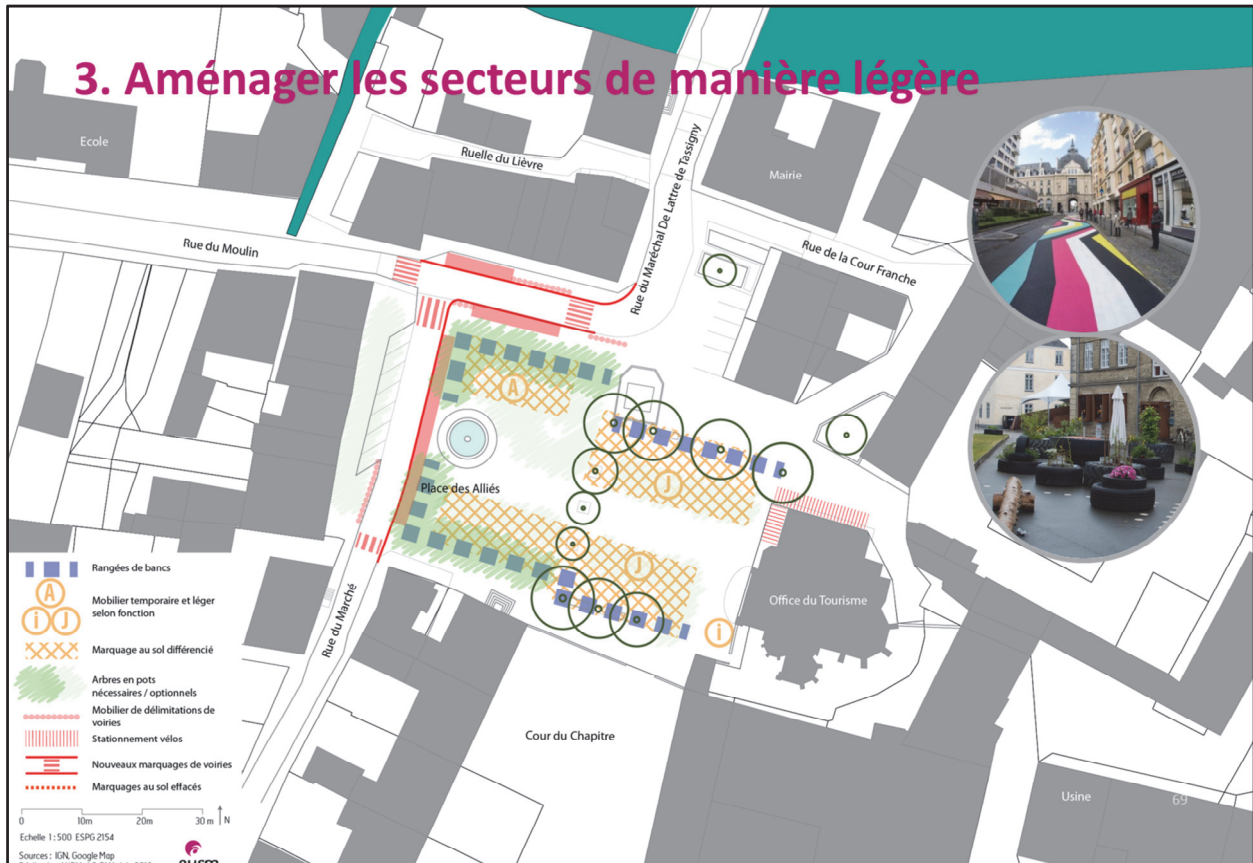 3. Aménager les secteurs de manière légère
Ecole
Ruelle du Lièvre
Rue du Maréchal De Lattre de Tassigny
Mairie
Rue du Moulin
Rue de la Cour Franche
A
J
Place des Alliés
J
Office du Tourisme
i
Rue du Marché
Cour du Chapitre
Usine
69
Rangées de bancs
A
i J
Mobilier temporaire et léger
selon fonction
Marquage au sol différencié
Arbres en pots
nécessaires / optionnels
Mobilier de délimitations de
voiries
Stationnement vélos
Nouveaux marquages de voiries
Marquages au sol effacés
0 10m 20m 30 m N
Echelle 1 : 500 ESPG 2154
Sources : IGN, Google Map